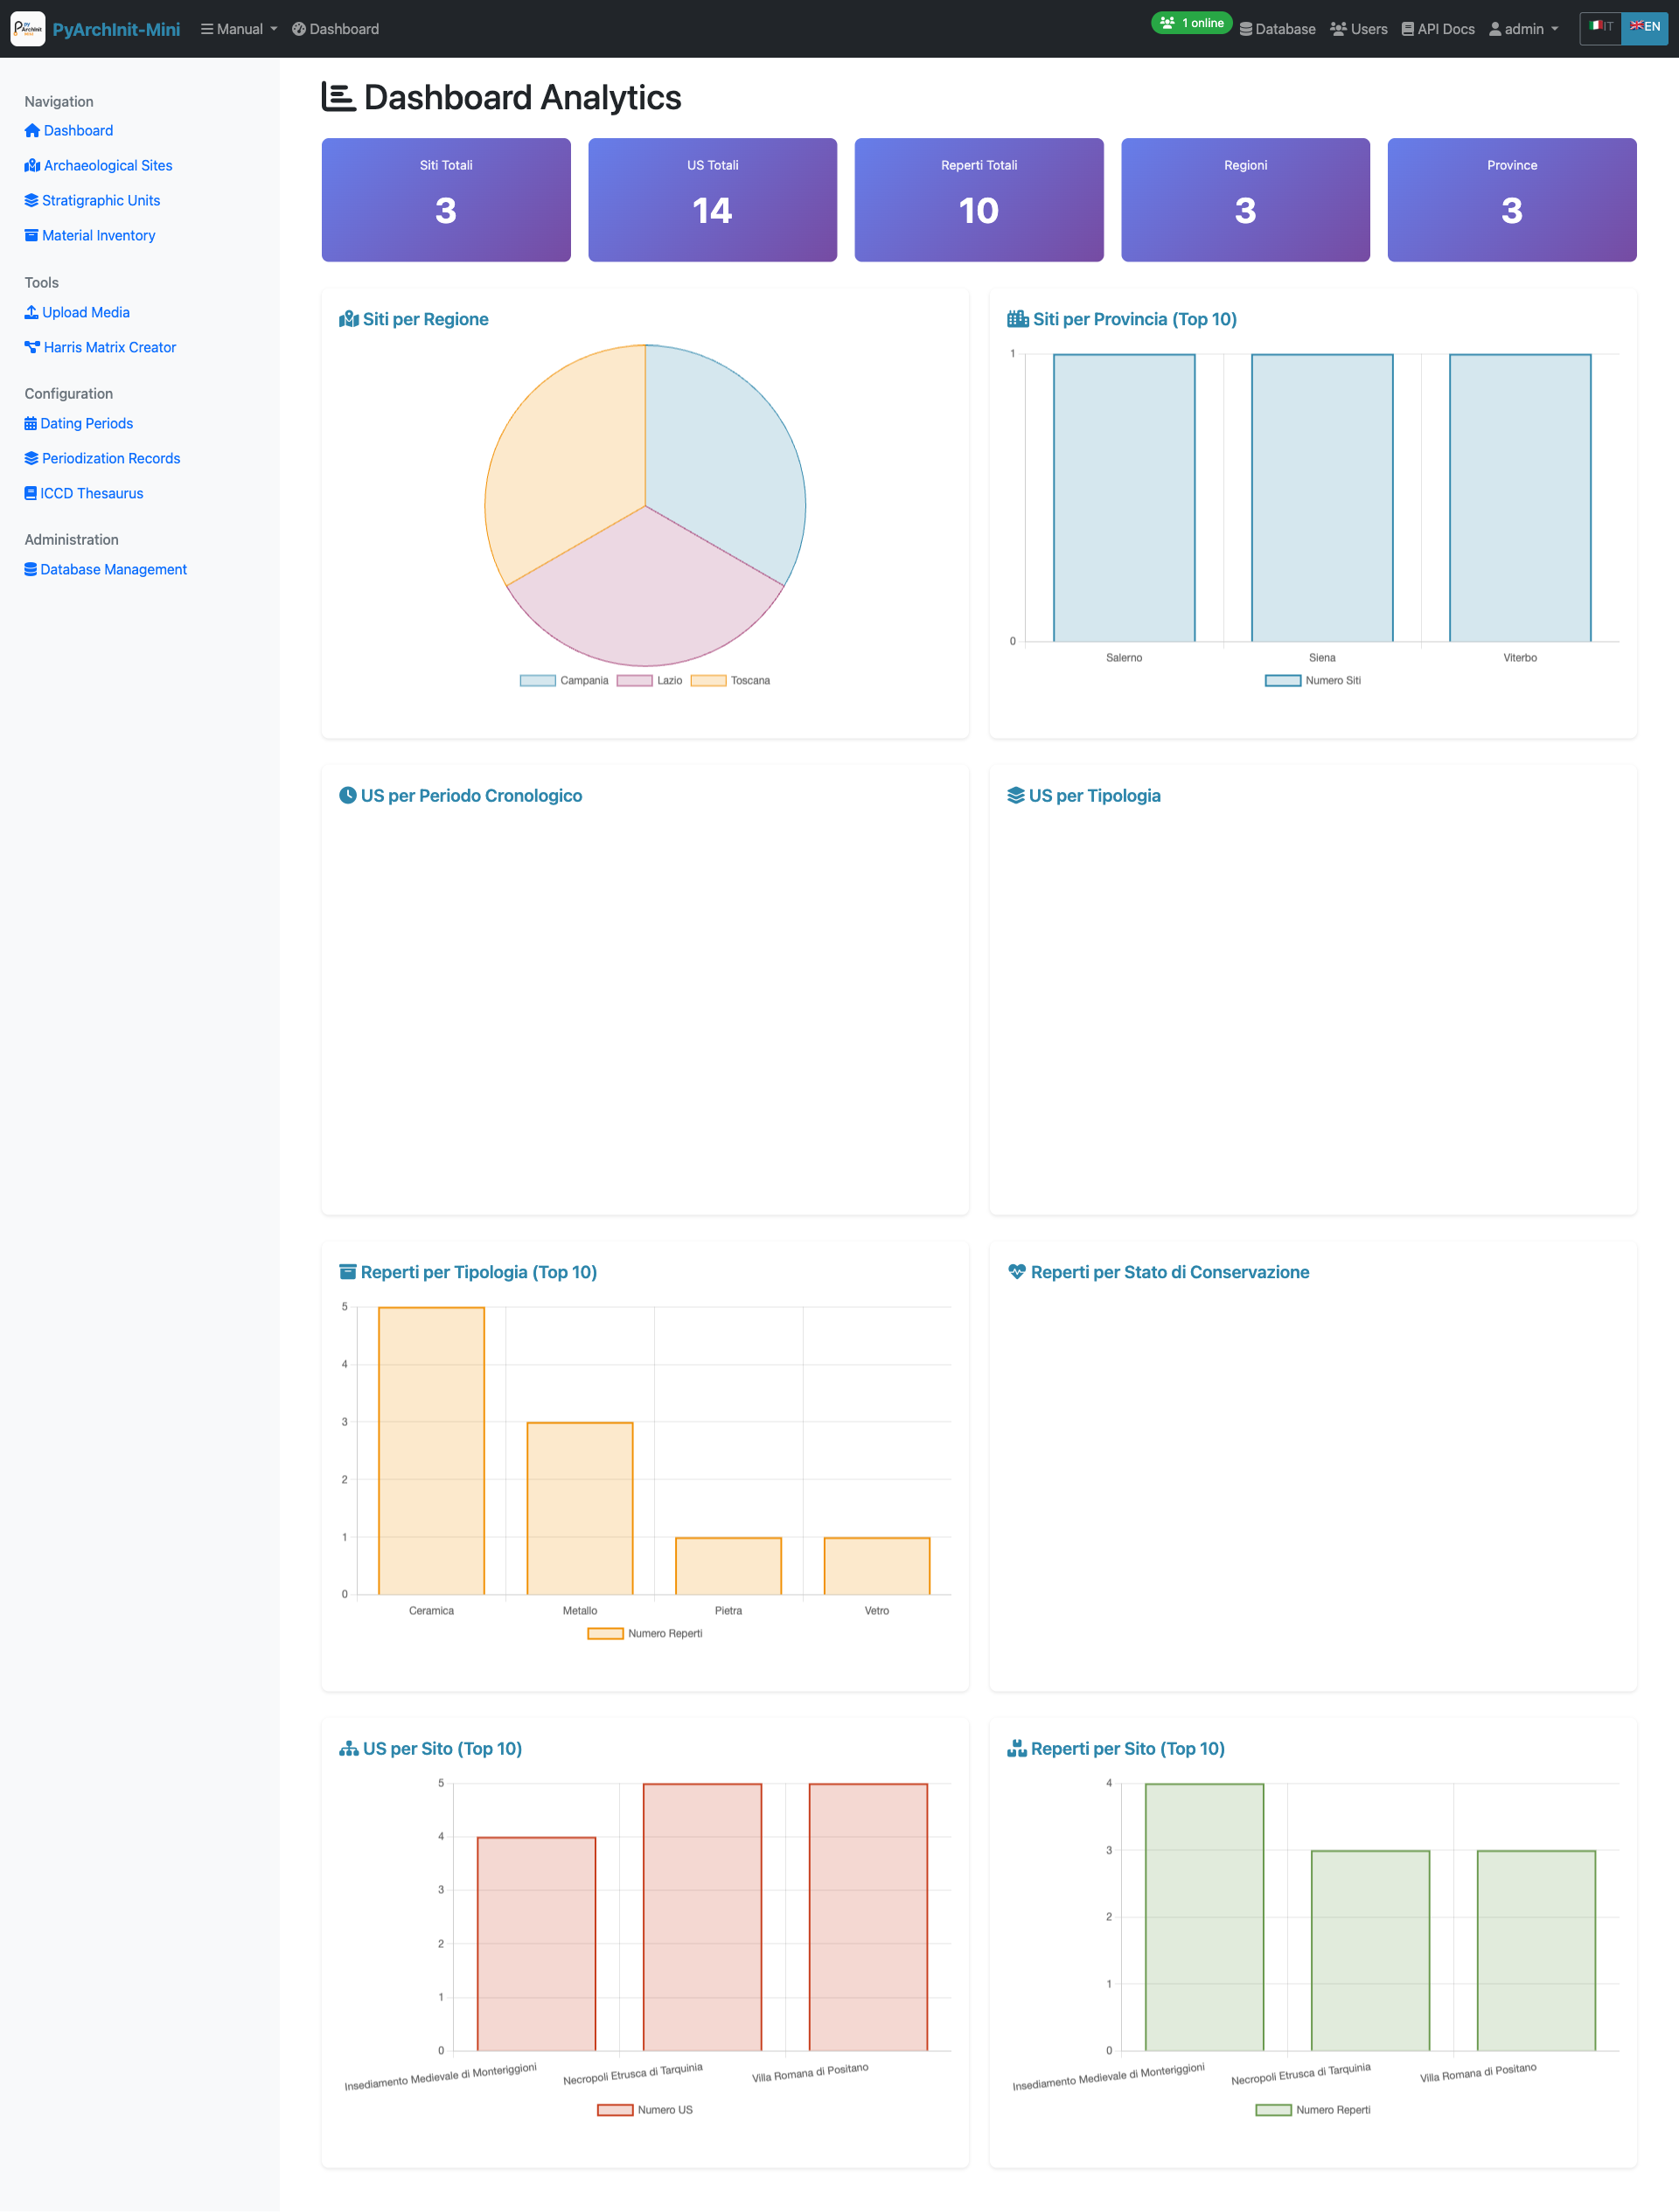 PyArchInit-Mini
Manual
Dashboard
1 online
Database
Users
API Docs
admin
IT
EN
Navigation
Dashboard
Archaeological Sites
Stratigraphic Units
Material Inventory
Tools
Upload Media
Harris Matrix Creator
Configuration
Dating Periods
Periodization Records
ICCD Thesaurus
Administration
Database Management
Dashboard Analytics
Siti Totali
3
US Totali
14
Reperti Totali
10
Regioni
3
Province
3
Siti per Regione
Campania
Lazio
Toscana
Siti per Provincia (Top 10)
1
0
Salerno
Siena
Viterbo
Numero Siti
US per Periodo Cronologico
US per Tipologia
Reperti per Tipologia (Top 10)
5
4
3
2
1
0
Ceramica
Metallo
Pietra
Vetro
Numero Reperti
Reperti per Stato di Conservazione
US per Sito (Top 10)
5
4
3
2
1
0
Insediamento Medievale di Monteriggioni
Necropoli Etrusca di Tarquinia
Villa Romana di Positano
Numero US
Reperti per Sito (Top 10)
4
3
2
1
0
Insediamento Medievale di Monteriggioni
Necropoli Etrusca di Tarquinia
Villa Romana di Positano
Numero Reperti